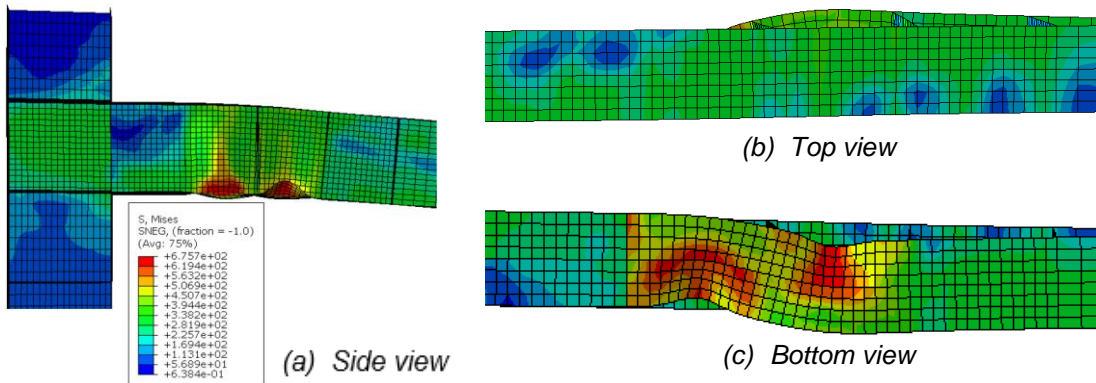 S, Mises
SNEG, (fraction = -1.0)
(Avg: 75%)
+6.757e+02
+6.194e+02
+5.632e+02
+5.069e+02
+4.507e+02
+3.944e+02
+3.382e+02
+2.819e+02
+2.257e+02
+1.694e+02
+1.131e+02
+5.689e+01
+6.384e-01
(a) Side view
(b) Top view
(c) Bottom view